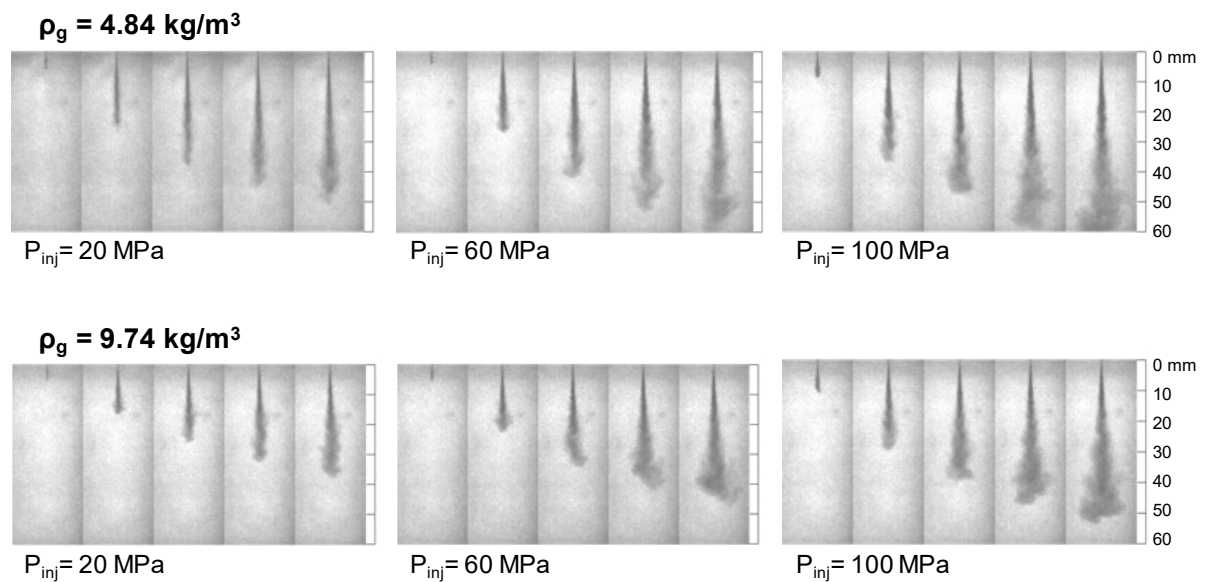 ρg = 4.84 kg/m³
0 mm
10
20
30
40
50
60
Pinj= 20 MPa
Pinj= 60 MPa
Pinj= 100 MPa
ρg = 9.74 kg/m³
0 mm
10
20
30
40
50
60
Pinj= 20 MPa
Pinj= 60 MPa
Pinj= 100 MPa